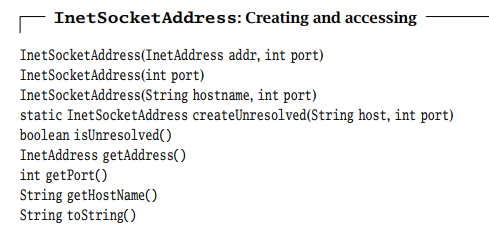 InetSocketAddress: Creating and accessing
InetSocketAddress(InetAddress addr, int port)
InetSocketAddress(int port)
InetSocketAddress(String hostname, int port)
static InetSocketAddress createUnresolved(String host, int port)
boolean isUnresolved()
InetAddress getAddress()
int getPort()
String getHostName()
String toString()